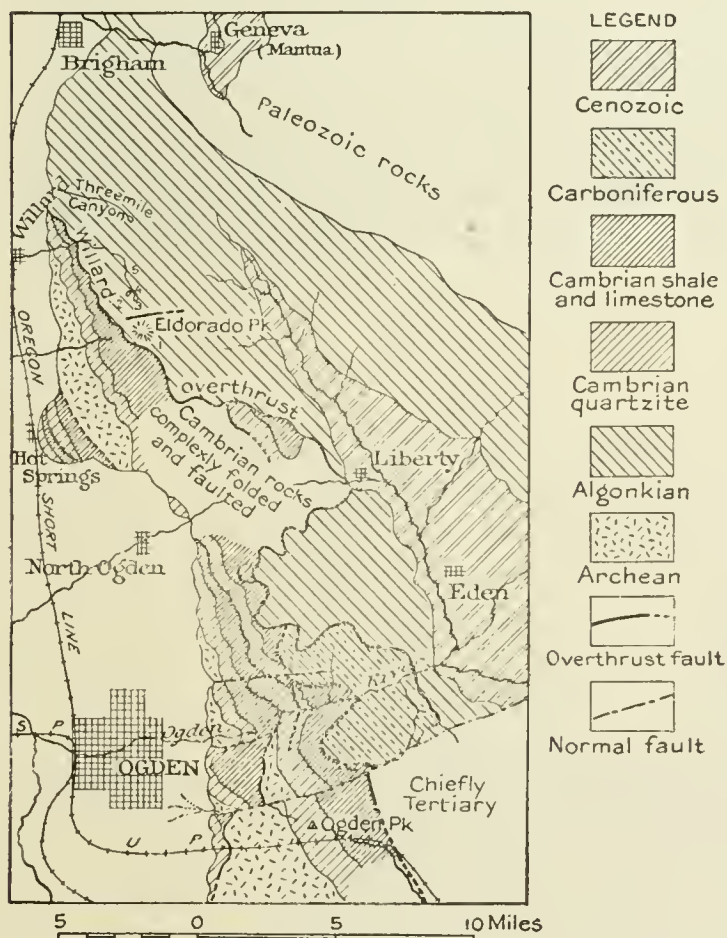 Geneva
(Mantua)
Brigham
Paleozoic rocks
Threemile
Canyon
Willard
Willard
Eldorado Pk
overthrust
OREGON
SHORT
LINE
Cambrian rocks
complexly folded
and faulted
Hot
Springs
Liberty
North Ogden
Eden
S
P
Ogden
OGDEN
Chiefly
Tertiary
Ogden Pk
U
P
5
0
5
10 Miles
LEGEND
Cenozoic
Carboniferous
Cambrian shale
and limestone
Cambrian
quartzite
Algonkian
Archean
Overthrust fault
Normal fault